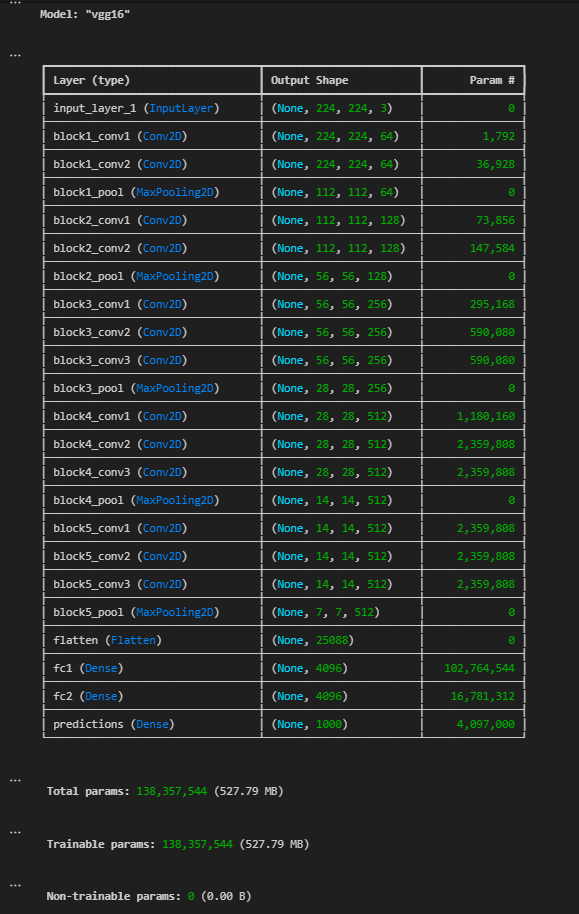 ...
Model: "vgg16"
...
Layer (type) Output Shape Param #
input_layer_1 (InputLayer) (None, 224, 224, 3) 0
block1_conv1 (Conv2D) (None, 224, 224, 64) 1,792
block1_conv2 (Conv2D) (None, 224, 224, 64) 36,928
block1_pool (MaxPooling2D) (None, 112, 112, 64) 0
block2_conv1 (Conv2D) (None, 112, 112, 128) 73,856
block2_conv2 (Conv2D) (None, 112, 112, 128) 147,584
block2_pool (MaxPooling2D) (None, 56, 56, 128) 0
block3_conv1 (Conv2D) (None, 56, 56, 256) 295,168
block3_conv2 (Conv2D) (None, 56, 56, 256) 590,080
block3_conv3 (Conv2D) (None, 56, 56, 256) 590,080
block3_pool (MaxPooling2D) (None, 28, 28, 256) 0
block4_conv1 (Conv2D) (None, 28, 28, 512) 1,180,160
block4_conv2 (Conv2D) (None, 28, 28, 512) 2,359,808
block4_conv3 (Conv2D) (None, 28, 28, 512) 2,359,808
block4_pool (MaxPooling2D) (None, 14, 14, 512) 0
block5_conv1 (Conv2D) (None, 14, 14, 512) 2,359,808
block5_conv2 (Conv2D) (None, 14, 14, 512) 2,359,808
block5_conv3 (Conv2D) (None, 14, 14, 512) 2,359,808
block5_pool (MaxPooling2D) (None, 7, 7, 512) 0
flatten (Flatten) (None, 25088) 0
fc1 (Dense) (None, 4096) 102,764,544
fc2 (Dense) (None, 4096) 16,781,312
predictions (Dense) (None, 1000) 4,097,000
...
Total params: 138,357,544 (527.79 MB)
...
Trainable params: 138,357,544 (527.79 MB)
...
Non-trainable params: 0 (0.00 B)